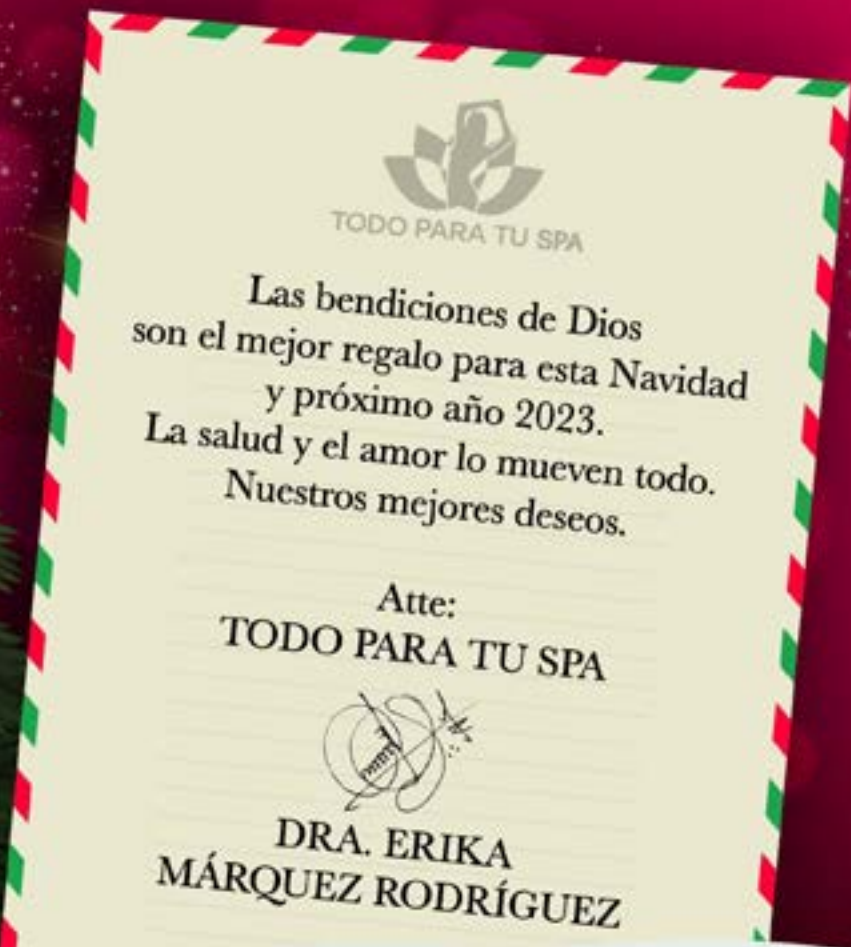 TODO PARA TU SPA
Las bendiciones de Dios
son el mejor regalo para esta Navidad
y próximo año 2023.
La salud y el amor lo mueven todo.
Nuestros mejores deseos.
Atte:
TODO PARA TU SPA
DRA. ERIKA
MÁRQUEZ RODRÍGUEZ